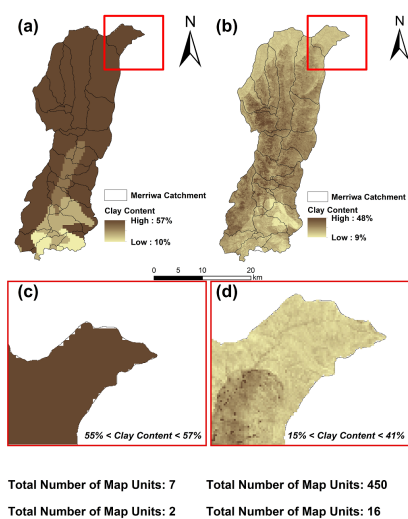 (a)
N
(b)
N
Merriwa Catchment
Clay Content
High : 57%
Low : 10%
Merriwa Catchment
Clay Content
High : 48%
Low : 9%
0 5 10 20
km
(c)
55% < Clay Content < 57%
(d)
15% < Clay Content < 41%
Total Number of Map Units: 7
Total Number of Map Units: 450
Total Number of Map Units: 2
Total Number of Map Units: 16